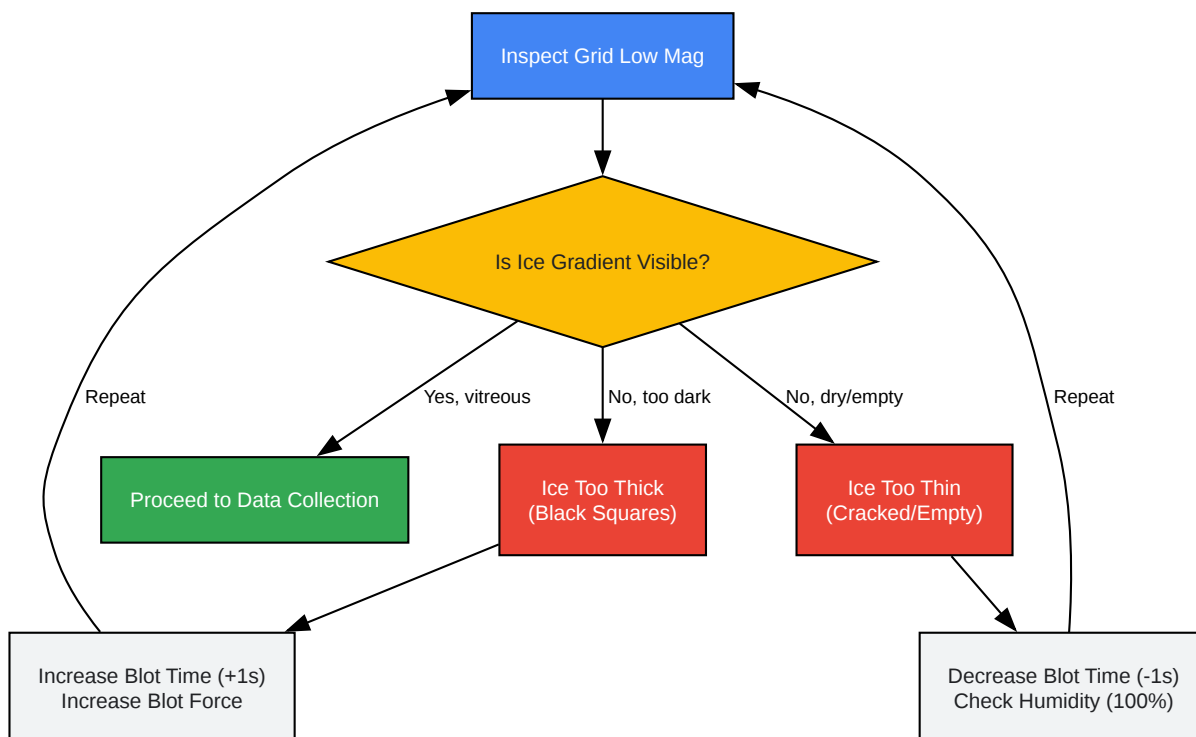 Inspect Grid Low Mag
Is Ice Gradient Visible?
Repeat
Yes, vitreous
No, too dark
No, dry/empty
Repeat
Proceed to Data Collection
Ice Too Thick
(Black Squares)
Ice Too Thin
(Cracked/Empty)
Increase Blot Time (+1s)
Increase Blot Force
Decrease Blot Time (-1s)
Check Humidity (100%)